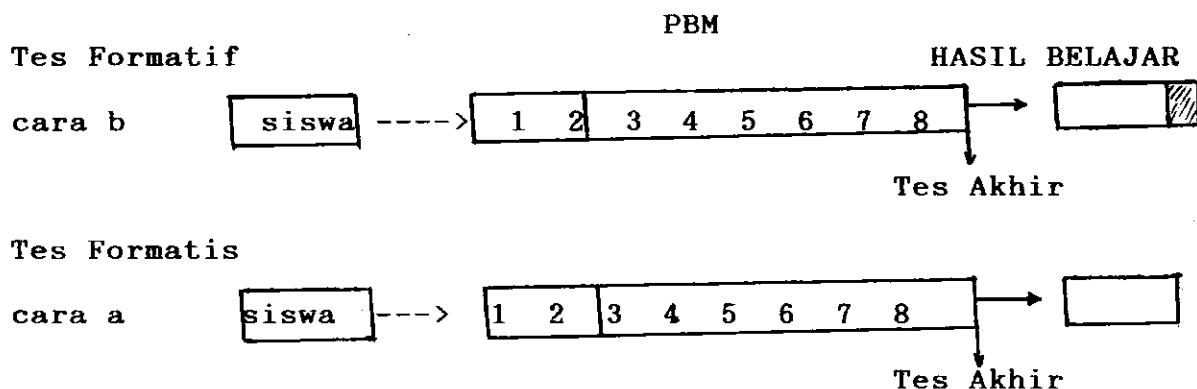 PBM
Tes Formatif HASIL BELAJAR
cara b siswa ----> 1 2 3 4 5 6 7 8
Tes Akhir
Tes Formatis
cara a siswa ---> 1 2 3 4 5 6 7 8
Tes Akhir